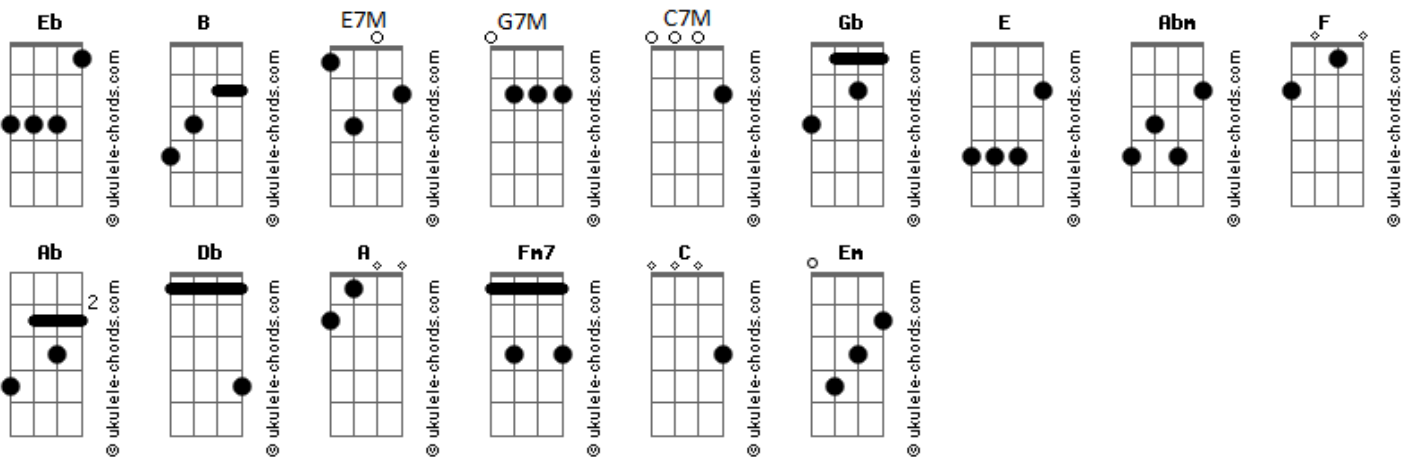 Eb B E7M G7M C7M Gb E Abm F
© ukulele-chords.com © ukulele-chords.com © ukulele-chords.com © ukulele-chords.com © ukulele-chords.com © ukulele-chords.com © ukulele-chords.com © ukulele-chords.com © ukulele-chords.com
Ab Db A Fm7 C Em
2
© ukulele-chords.com © ukulele-chords.com © ukulele-chords.com © ukulele-chords.com © ukulele-chords.com © ukulele-chords.com